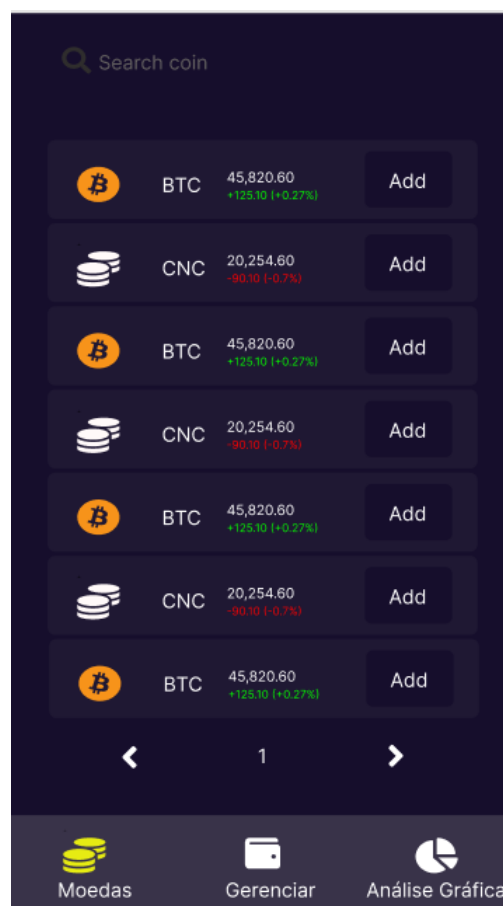 Search coin
BTC 45,820.60 Add
+125.10 (+0.27%)
CNC 20,254.60 Add
-90.10 (-0.7%)
BTC 45,820.60 Add
+125.10 (+0.27%)
CNC 20,254.60 Add
-90.10 (-0.7%)
BTC 45,820.60 Add
+125.10 (+0.27%)
CNC 20,254.60 Add
-90.10 (-0.7%)
BTC 45,820.60 Add
+125.10 (+0.27%)
1
Moedas Gerenciar Análise Gráfica